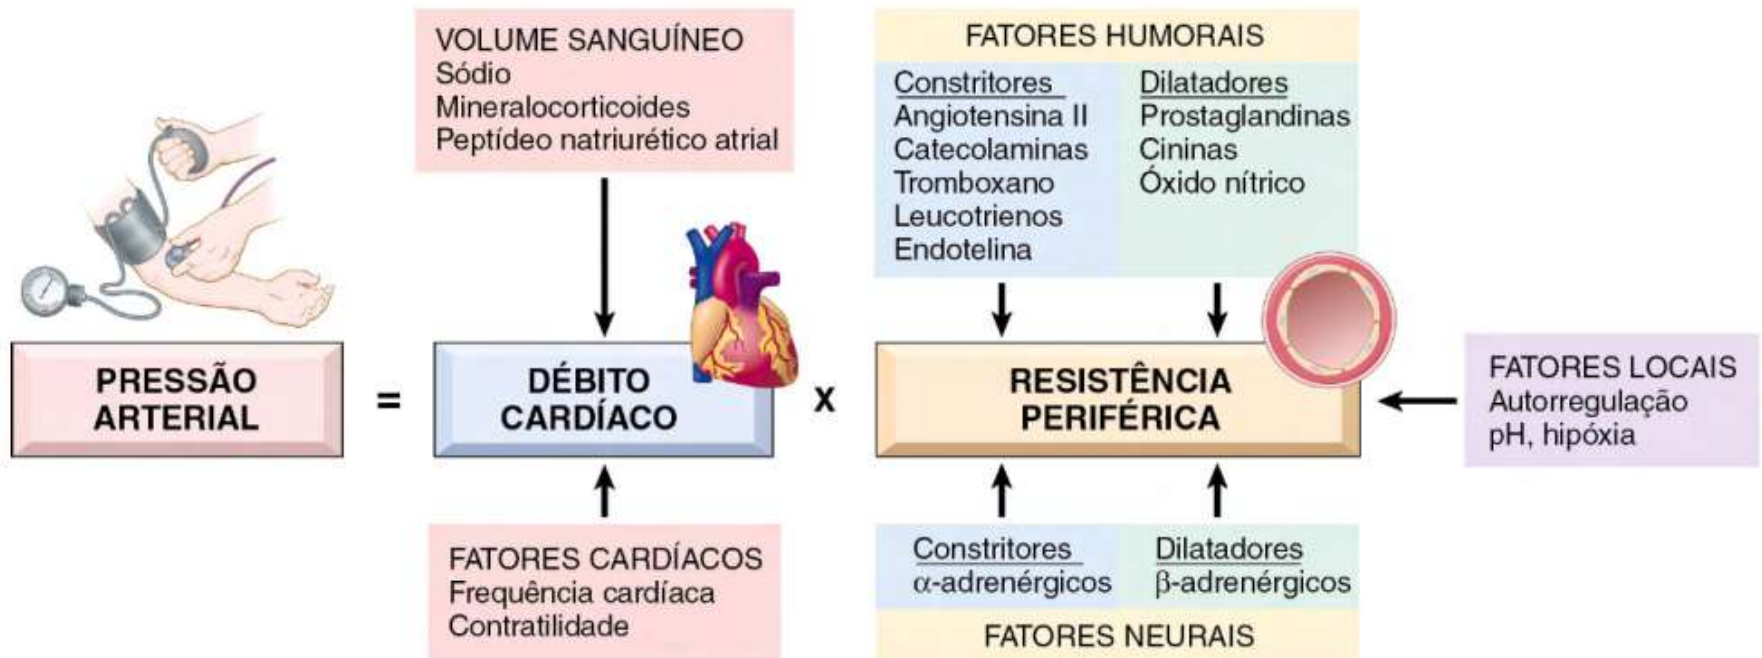 VOLUME SANGUÍNEO
Sódio
Mineralocorticoides
Peptídeo natriurético atrial
FATORES HUMORAIS
Constritores
Angiotensina II
Catecolaminas
Tromboxano
Leucotrienos
Endotelina
Dilatadores
Prostaglandinas
Cininas
Óxido nítrico
PRESSÃO
ARTERIAL
=
DÉBITO
CARDÍACO
x
RESISTÊNCIA
PERIFÉRICA
FATORES LOCAIS
Autorregulação
pH, hipóxia
FATORES CARDÍACOS
Frequência cardíaca
Contratilidade
Constritores
α-adrenérgicos
Dilatadores
β-adrenérgicos
FATORES NEURAIS